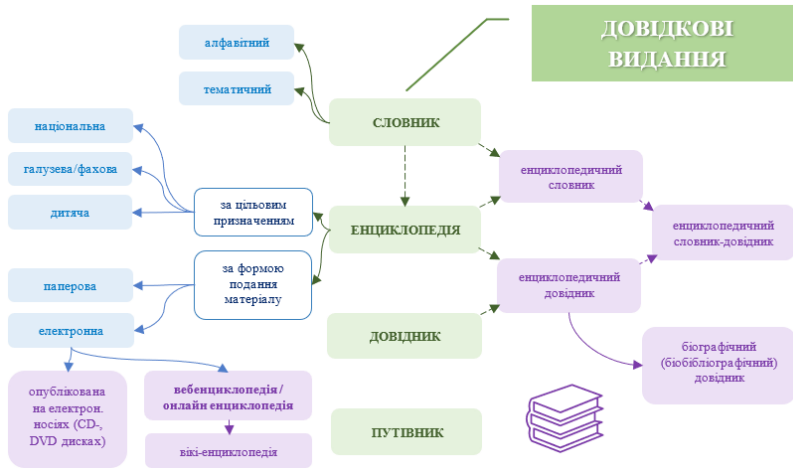 ДОВІДКОВІ
ВИДАННЯ
алфавітний
тематичний
СЛОВНИК
національна
галузева/фахова
дитяча
за цільовим
призначенням
ЕНЦИКЛОПЕДІЯ
енциклопедичний
словник
енциклопедичний
словник-довідник
паперова
електронна
за формою
подання
матеріалу
енциклопедичний
довідник
ДОВІДНИК
біографічний
(біобібліографічний)
довідник
опублікована
на електрон.
носіях (CD-,
DVD дисках)
вебенциклопедія /
онлайн енциклопедія
вікі-енциклопедія
ПУТІВНИК